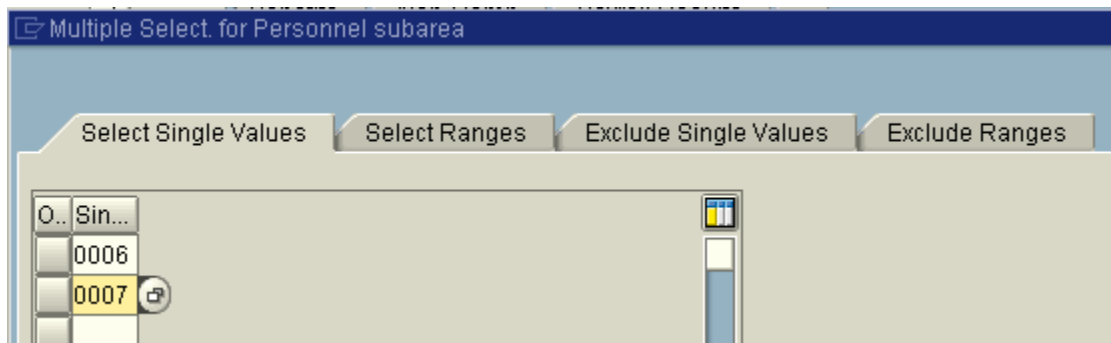 Multiple Select. for Personnel subarea
Select Single Values Select Ranges Exclude Single Values Exclude Ranges
O.. Sin...
0006
0007